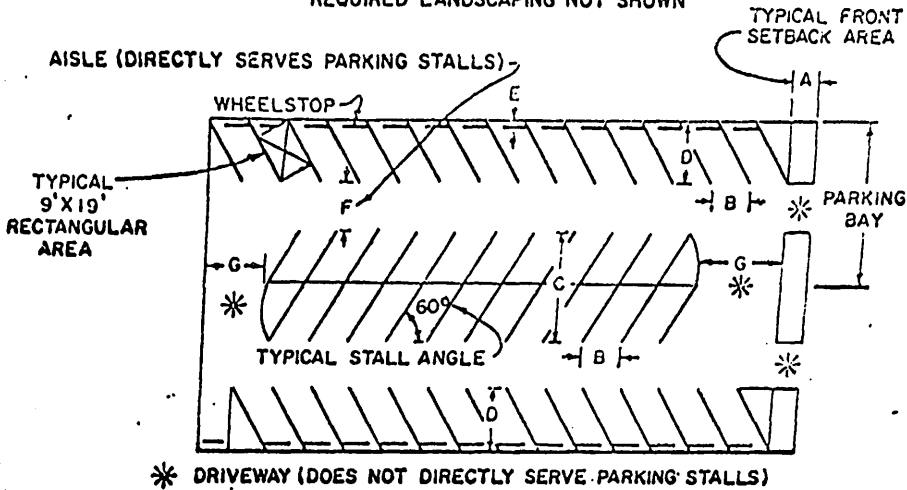 REQUIRED LANDSCAPING NOT SHOWN
TYPICAL FRONT
SETBACK AREA
AISLE (DIRECTLY SERVES PARKING STALLS)
A
WHEELSTOP
E
D
TYPICAL
9'X19'
RECTANGULAR
AREA
F
B
PARKING
BAY
G
G
C
60°
TYPICAL STALL ANGLE
B
D
DRIVEWAY (DOES NOT DIRECTLY SERVE PARKING STALLS)